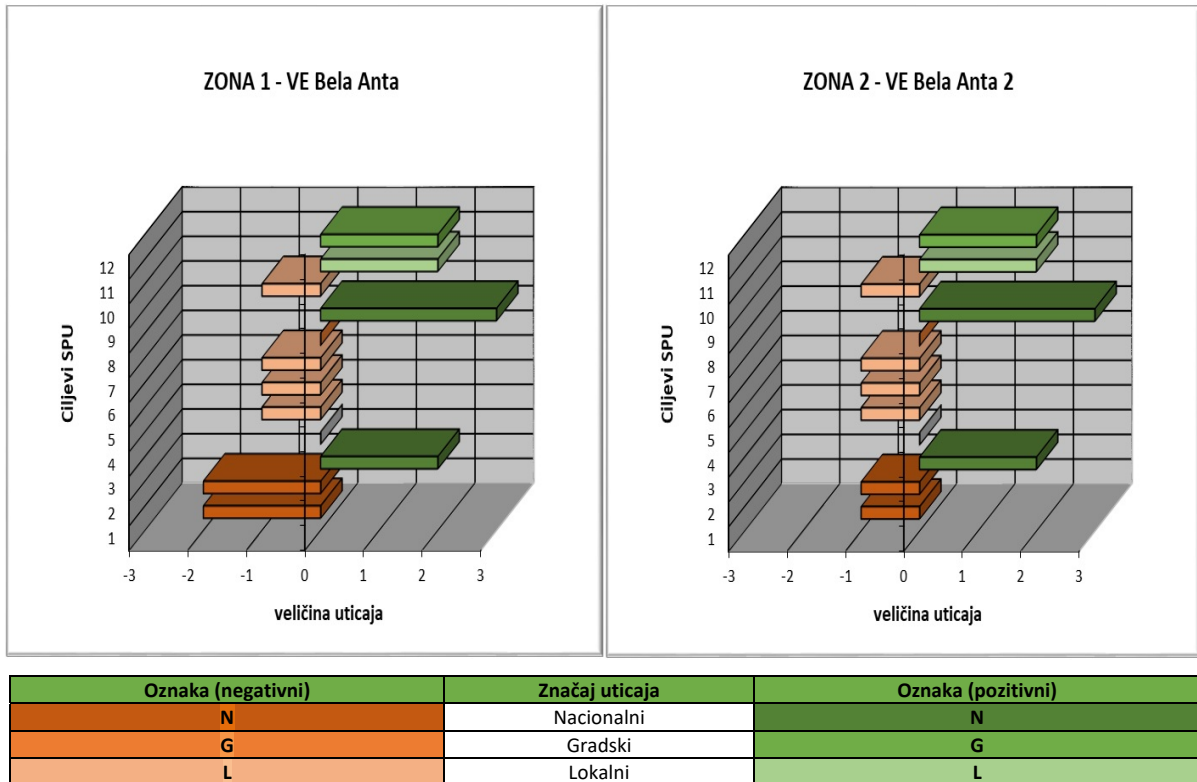 ZONA 1 - VE Bela Anta
12
11
10
9
8
7
6
5
4
3
2
1
Ciljevi SPU
-3 -2 -1 0 1 2 3
veličina uticaja
ZONA 2 - VE Bela Anta 2
12
11
10
9
8
7
6
5
4
3
2
1
Ciljevi SPU
-3 -2 -1 0 1 2 3
veličina uticaja
Oznaka (negativni) Značaj uticaja Oznaka (pozitivni)
N Nacionalni N
G Gradski G
L Lokalni L